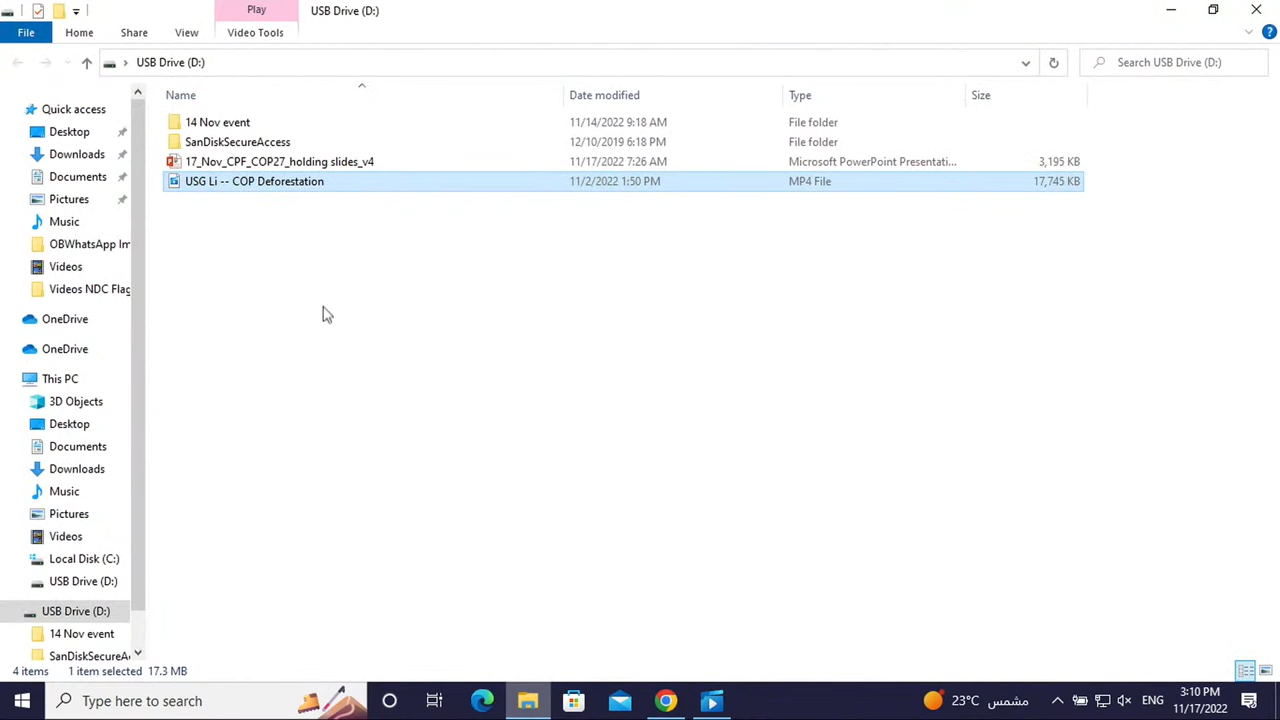 Play
USB Drive (D:)
File
Home
Share
View
Video Tools
USB Drive (D:)
Search USB Drive (D:)
Name
Date modified
Type
Size
14 Nov event
11/14/2022 9:18 AM
File folder
SanDiskSecureAccess
12/10/2019 6:18 PM
File folder
17_Nov_CPF_COP27_holding slides_v4
11/17/2022 7:26 AM
Microsoft PowerPoint Presentati...
3,195 KB
USG Li -- COP Deforestation
11/2/2022 1:50 PM
MP4 File
17,745 KB
Quick access
Desktop
Downloads
Documents
Pictures
Music
OBWhatsApp Im
Videos
Videos NDC Flag
OneDrive
OneDrive
This PC
3D Objects
Desktop
Documents
Downloads
Music
Pictures
Videos
Local Disk (C:)
USB Drive (D:)
USB Drive (D:)
14 Nov event
SanDiskSecureA
4 items
1 item selected 17.3 MB
Type here to search
23°C مشمس
ENG
3:10 PM
11/17/2022